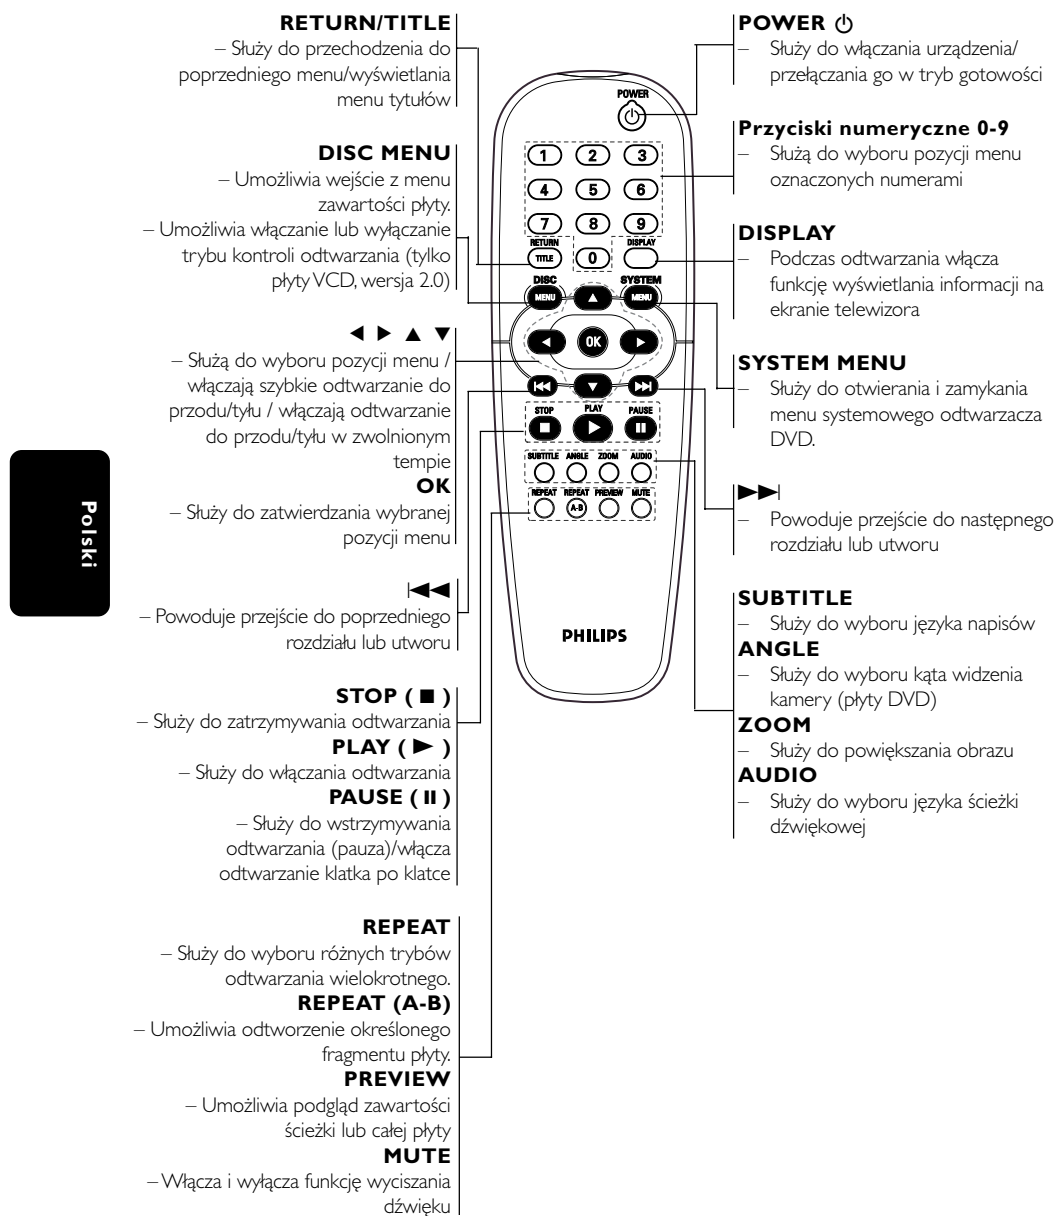 RETURN/TITLE
– Służy do przechodzenia do
poprzedniego menu/wyświetlania
menu tytułów
DISC MENU
– Umożliwia wejście z menu
zawartości płyty.
– Umożliwia włączanie lub wyłączanie
trybu kontroli odtwarzania (tylko
płyty VCD, wersja 2.0)
◀ ▶ ▲ ▼
– Służą do wyboru pozycji menu /
włączają szybkie odtwarzanie do
przodu/tyłu / włączają odtwarzanie
do przodu/tyłu w zwolnionym
tempie
OK
– Służy do zatwierdzania wybranej
pozycji menu
|◀◀
– Powoduje przejście do poprzedniego
rozdziału lub utworu
STOP ( ■ )
– Służy do zatrzymywania odtwarzania
PLAY ( ▶ )
– Służy do włączania odtwarzania
PAUSE ( II )
– Służy do wstrzymywania
odtwarzania (pauza)/włącza
odtwarzanie klatka po klatce
REPEAT
– Służy do wyboru różnych trybów
odtwarzania wielokrotnego.
REPEAT (A-B)
– Umożliwia odtworzenie określonego
fragmentu płyty.
PREVIEW
– Umożliwia podgląd zawartości
ścieżki lub całej płyty
MUTE
– Włącza i wyłącza funkcję wyciszania
dźwięku
Polski
POWER
1 2 3
4 5 6
7 8 9
RETURN DISPLAY
TITLE 0
DISC SYSTEM
MENU ▲ MENU
◀ OK ▶
|◀◀ ▼ ▶▶|
STOP PLAY PAUSE
■ ▶ II
SUBTITLE ANGLE ZOOM AUDIO
REPEAT REPEAT PREVIEW MUTE
A-B
PHILIPS
POWER ⏻
– Służy do włączania urządzenia/
przełączania go w tryb gotowości
Przyciski numeryczne 0-9
– Służą do wyboru pozycji menu
oznaczonych numerami
DISPLAY
– Podczas odtwarzania włącza
funkcję wyświetlania informacji na
ekranie telewizora
SYSTEM MENU
– Służy do otwierania i zamykania
menu systemowego odtwarzacza
DVD.
▶▶|
– Powoduje przejście do następnego
rozdziału lub utworu
SUBTITLE
– Służy do wyboru języka napisów
ANGLE
– Służy do wyboru kąta widzenia
kamery (płyty DVD)
ZOOM
– Służy do powiększania obrazu
AUDIO
– Służy do wyboru języka ścieżki
dźwiękowej